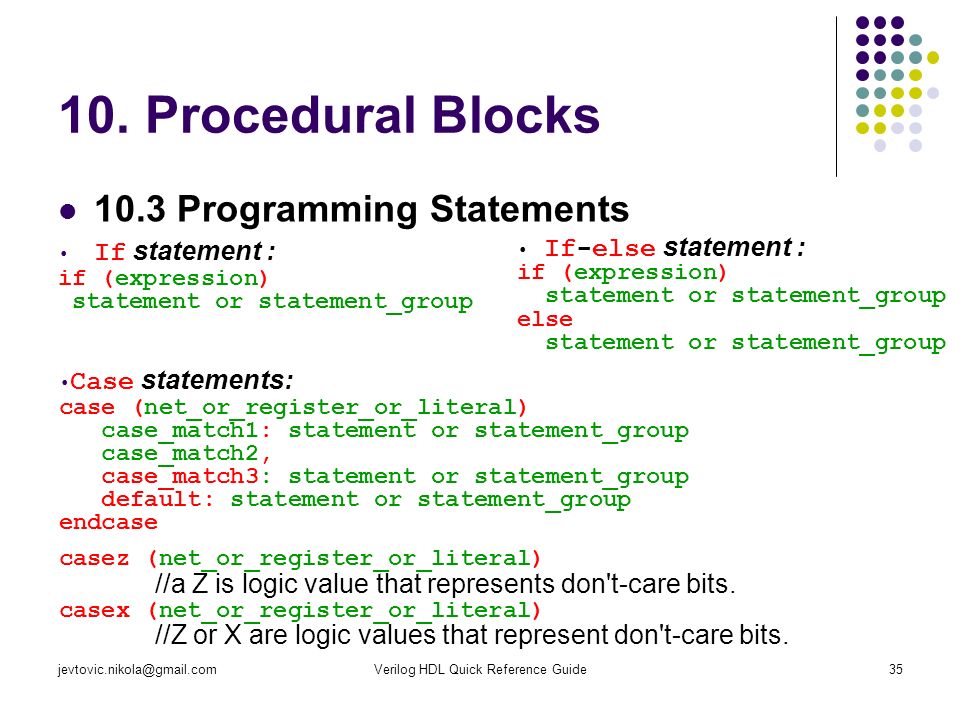 10. Procedural Blocks
● 10.3 Programming Statements
• If statement :
if (expression)
statement or statement_group
• If-else statement :
if (expression)
statement or statement_group
else
statement or statement_group
•Case statements:
case (net_or_register_or_literal)
case_match1: statement or statement_group
case_match2,
case_match3: statement or statement_group
default: statement or statement_group
endcase
casez (net_or_register_or_literal)
//a Z is logic value that represents don't-care bits.
casex (net_or_register_or_literal)
//Z or X are logic values that represent don't-care bits.
jevtovic.nikola@gmail.com
Verilog HDL Quick Reference Guide
35